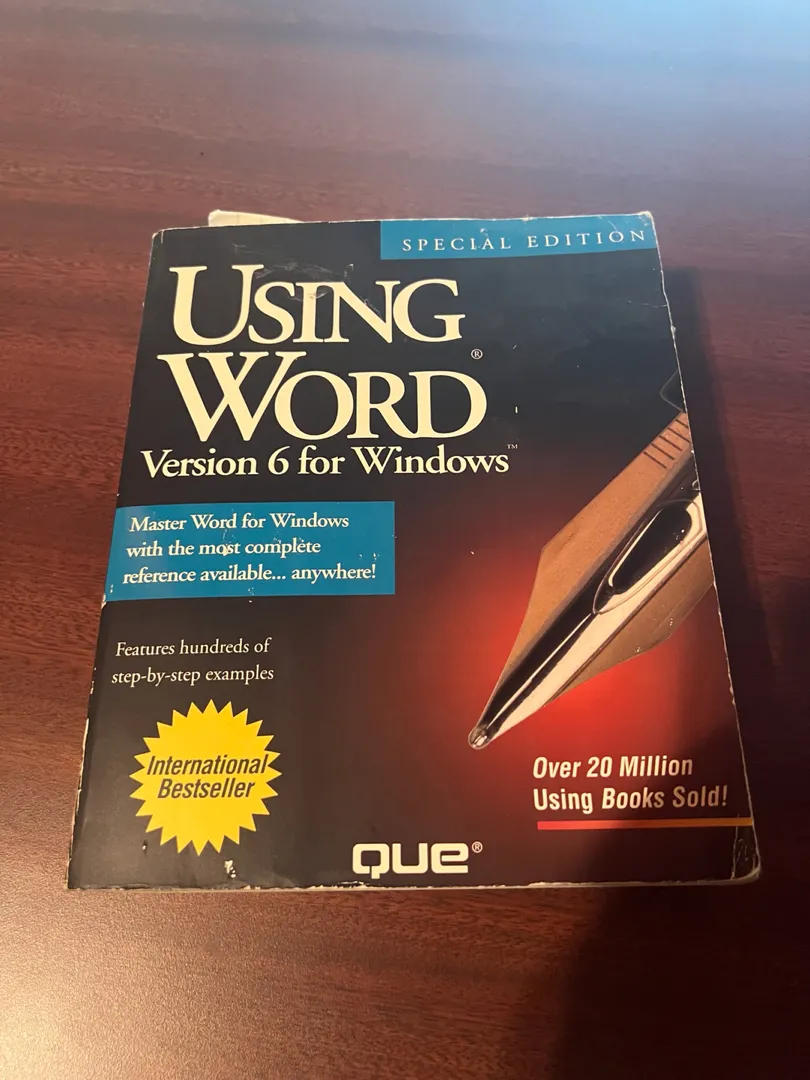 SPECIAL EDITION
USING
WORD®
Version 6 for Windows™
Master Word for Windows
with the most complete
reference available... anywhere!
Features hundreds of
step-by-step examples
International
Bestseller
Over 20 Million
Using Books Sold!
QUE®